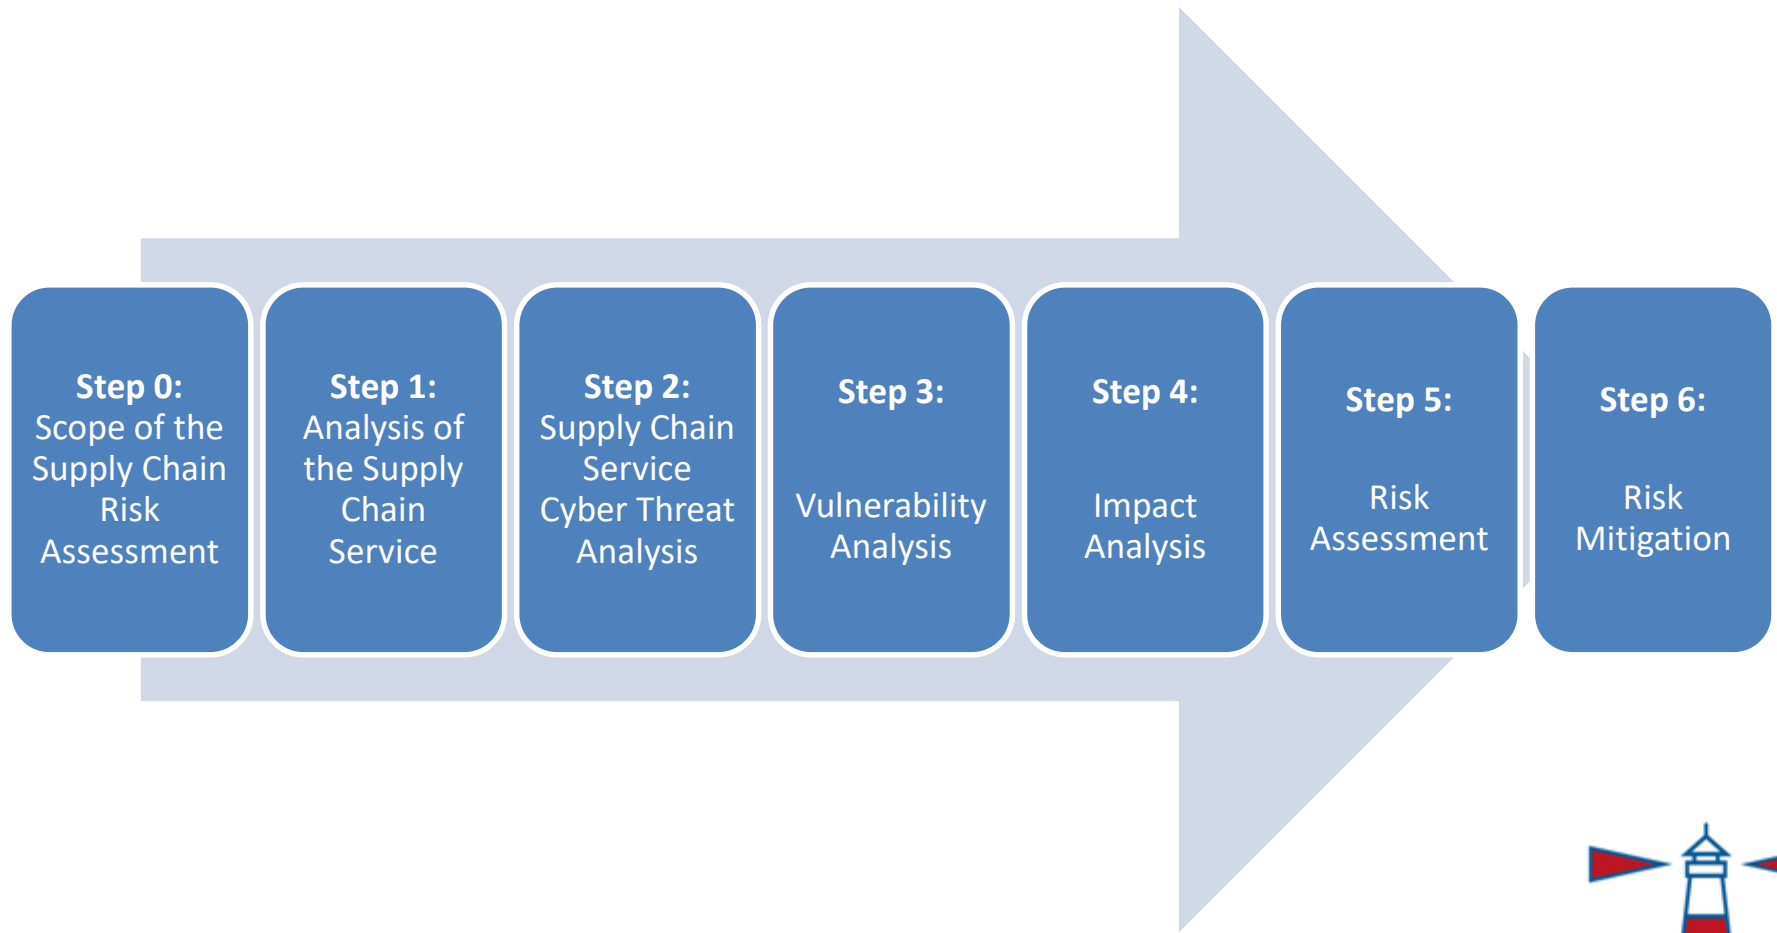 Step 0:
Scope of the
Supply Chain
Risk
Assessment
Step 1:
Analysis of
the Supply
Chain
Service
Step 2:
Supply Chain
Service
Cyber Threat
Analysis
Step 3:
Vulnerability
Analysis
Step 4:
Impact
Analysis
Step 5:
Risk
Assessment
Step 6:
Risk
Mitigation